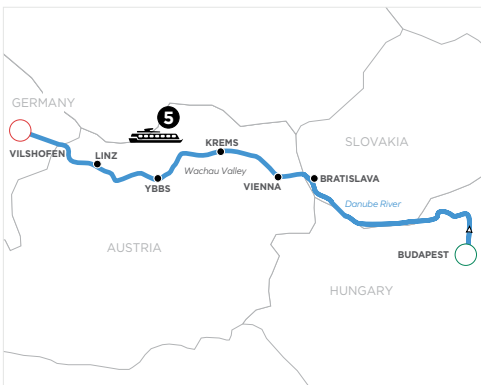 5
GERMANY
KREMS
SLOVAKIA
VILSHOFEN
LINZ
Wachau Valley
YBBS
VIENNA
BRATISLAVA
Danube River
AUSTRIA
BUDAPEST
HUNGARY